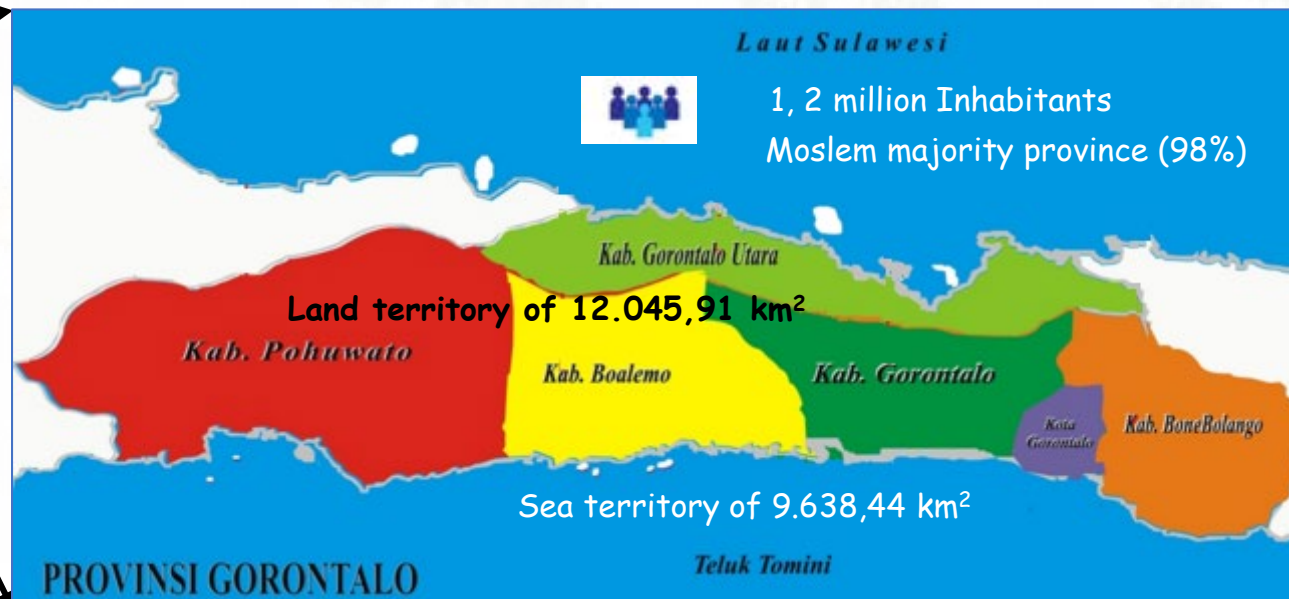 Laut Sulawesi
1, 2 million Inhabitants
Moslem majority province (98%)
Kab. Gorontalo Utara
Land territory of 12.045,91 km²
Kab. Pohuwato
Kab. Boalemo
Kab. Gorontalo
Kota
Gorontalo
Kab. BoneBolango
Sea territory of 9.638,44 km²
Teluk Tomini
PROVINSI GORONTALO